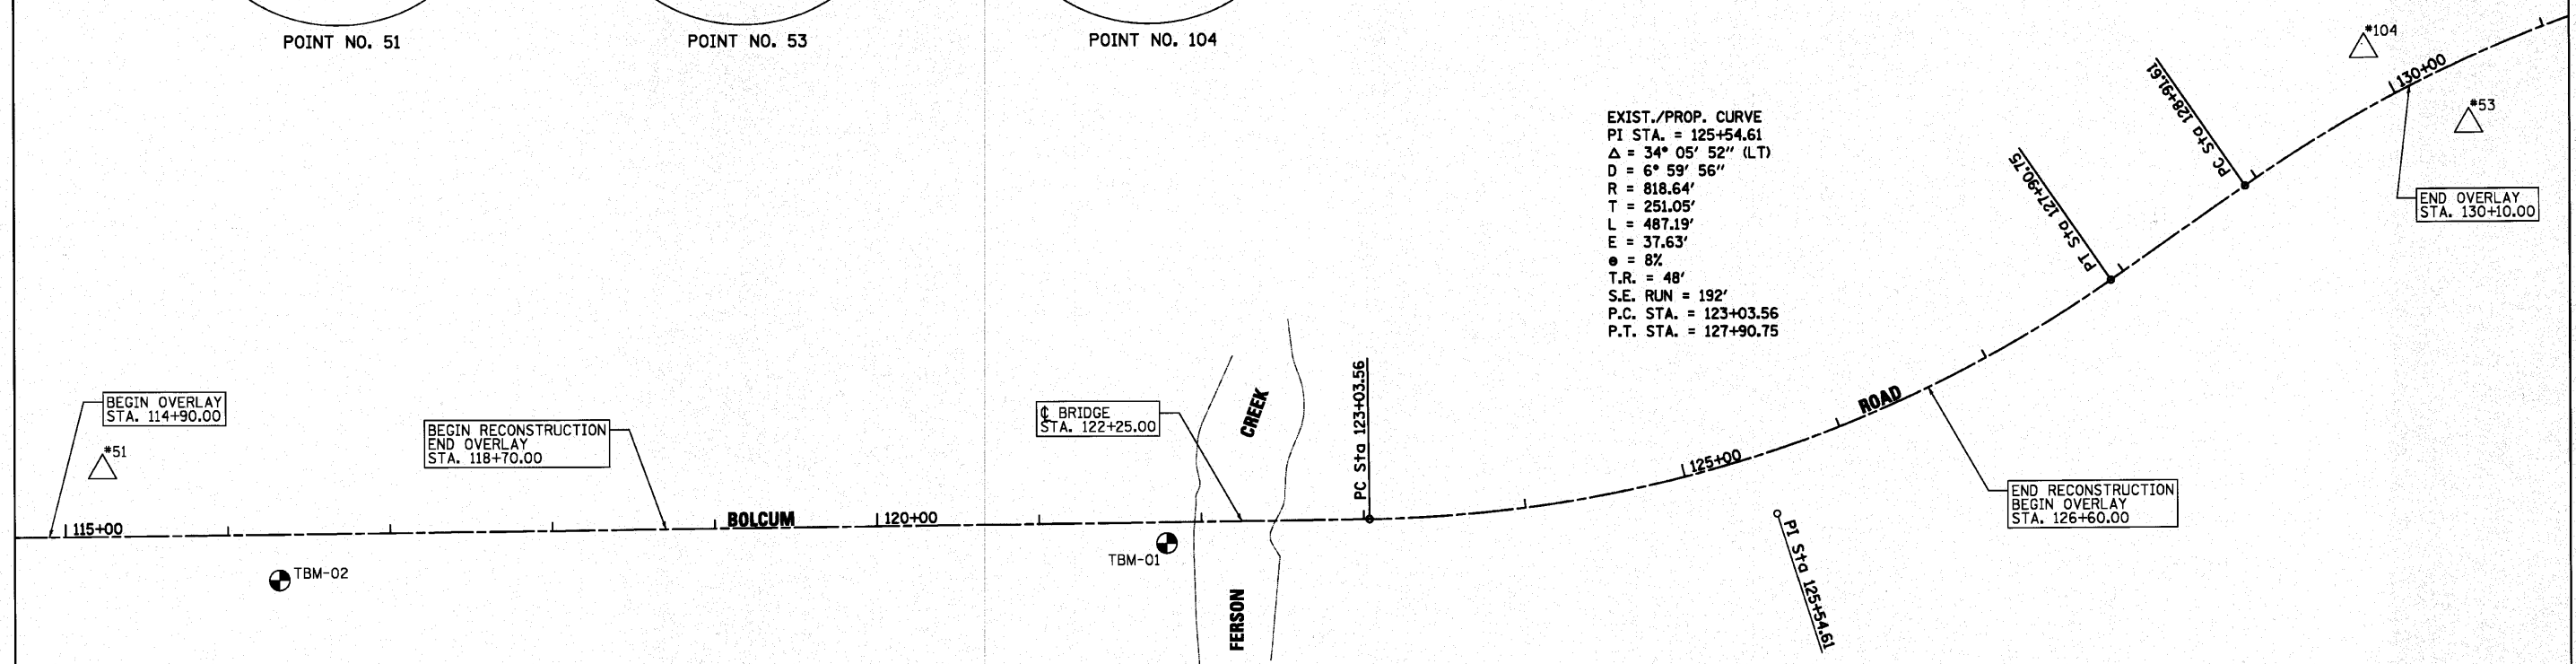 POINT NO. 51
POINT NO. 53
POINT NO. 104
#104
130+00
#53
PC Sta 128+91.61
PT Sta 127+90.75
END OVERLAY
STA. 130+10.00
EXIST./PROP. CURVE
PI STA. = 125+54.61
Δ = 34° 05' 52" (LT)
D = 6° 59' 56"
R = 818.64'
T = 251.05'
L = 487.19'
E = 37.63'
e = 8%
T.R. = 48'
S.E. RUN = 192'
P.C. STA. = 123+03.56
P.T. STA. = 127+90.75
BEGIN OVERLAY
STA. 114+90.00
#51
BEGIN RECONSTRUCTION
END OVERLAY
STA. 118+70.00
℄ BRIDGE
STA. 122+25.00
CREEK
PC Sta 123+03.56
ROAD
125+00
END RECONSTRUCTION
BEGIN OVERLAY
STA. 126+60.00
115+00
BOLCUM
120+00
TBM-02
TBM-01
FERSON
PI Sta 125+54.61